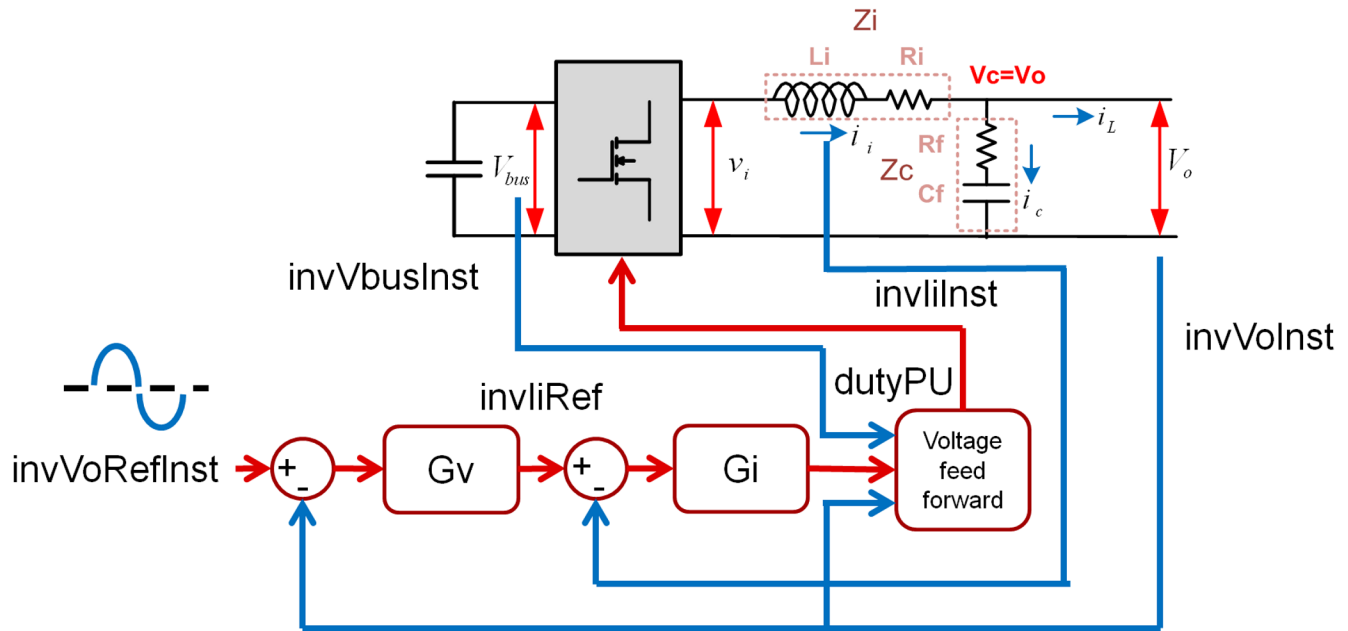 Zi
Li
Ri
Vc=Vo
i_L
i_i
Rf
Zc
Cf
i_c
V_bus
v_i
V_o
invVbusInst
invIiInst
invVoInst
invIiRef
dutyPU
invVoRefInst
+
-
Gv
+
-
Gi
Voltage
feed
forward